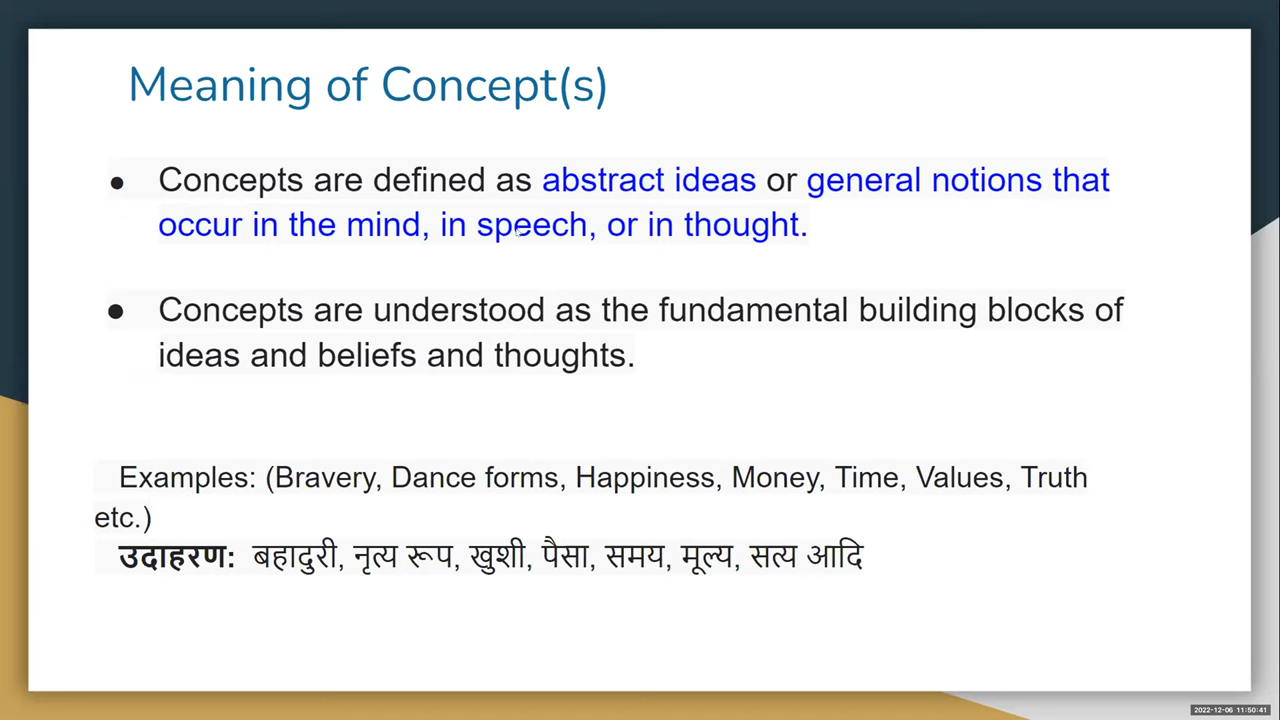 Meaning of Concept(s)
● Concepts are defined as abstract ideas or general notions that
occur in the mind, in speech, or in thought.
● Concepts are understood as the fundamental building blocks of
ideas and beliefs and thoughts.
Examples: (Bravery, Dance forms, Happiness, Money, Time, Values, Truth
etc.)
उदाहरण: बहादुरी, नृत्य रूप, खुशी, पैसा, समय, मूल्य, सत्य आदि
2022-12-06 11:50:41